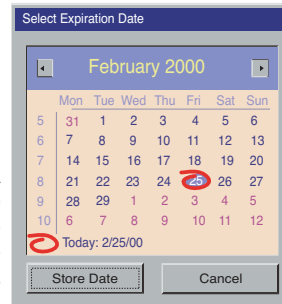 Select Expiration Date
February 2000
Mon Tue Wed Thu Fri Sat Sun
5 31 1 2 3 4 5 6
6 7 8 9 10 11 12 13
7 14 15 16 17 18 19 20
8 21 22 23 24 25 26 27
9 28 29 1 2 3 4 5
10 6 7 8 9 10 11 12
Today: 2/25/00
Store Date Cancel